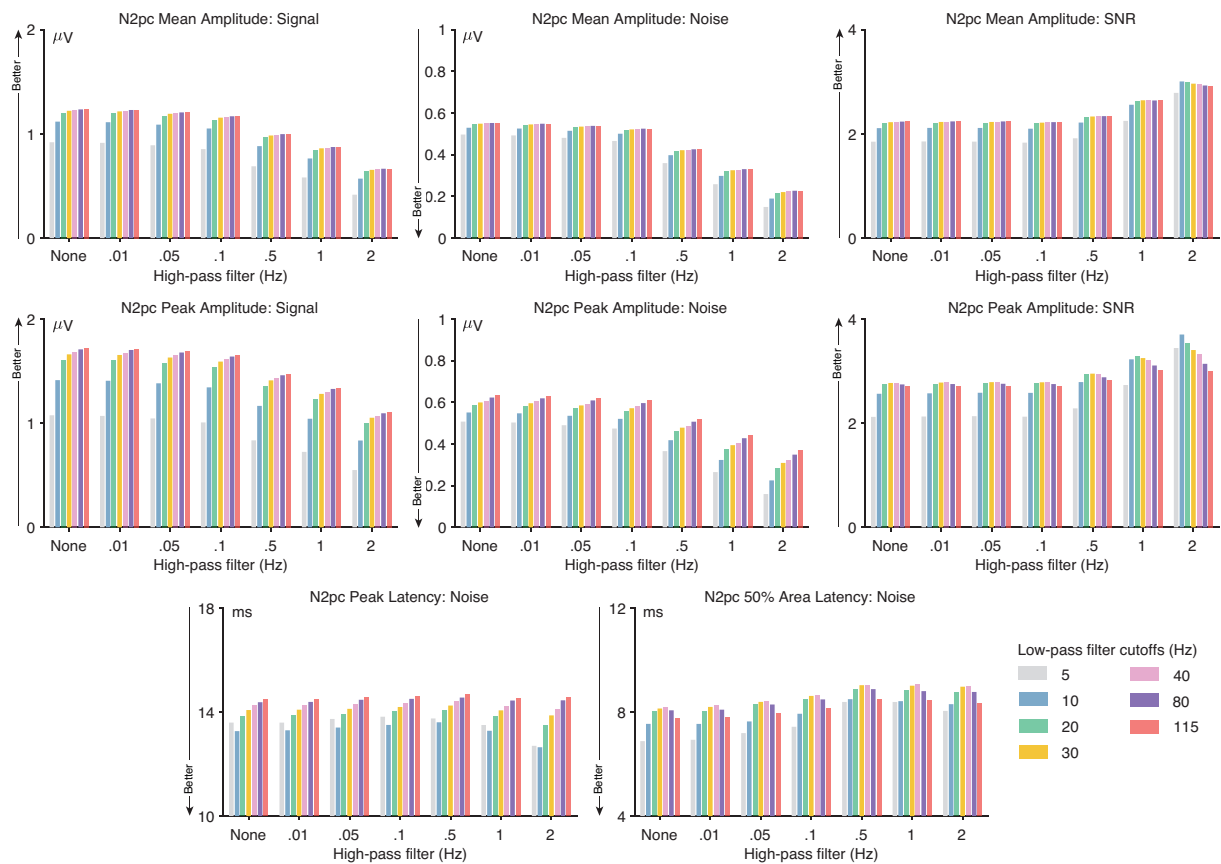 N2pc Mean Amplitude: Signal
2
μV
1
0
Better
None .01 .05 .1 .5 1 2
High-pass filter (Hz)
N2pc Mean Amplitude: Noise
1
μV
0.8
0.6
0.4
0.2
0
Better
None .01 .05 .1 .5 1 2
High-pass filter (Hz)
N2pc Mean Amplitude: SNR
4
2
0
Better
None .01 .05 .1 .5 1 2
High-pass filter (Hz)
N2pc Peak Amplitude: Signal
2
μV
1
0
Better
None .01 .05 .1 .5 1 2
High-pass filter (Hz)
N2pc Peak Amplitude: Noise
1
μV
0.8
0.6
0.4
0.2
0
Better
None .01 .05 .1 .5 1 2
High-pass filter (Hz)
N2pc Peak Amplitude: SNR
4
2
0
Better
None .01 .05 .1 .5 1 2
High-pass filter (Hz)
N2pc Peak Latency: Noise
18
ms
14
10
Better
None .01 .05 .1 .5 1 2
High-pass filter (Hz)
N2pc 50% Area Latency: Noise
12
ms
8
4
Better
None .01 .05 .1 .5 1 2
High-pass filter (Hz)
Low-pass filter cutoffs (Hz)
5 40
10 80
20 115
30